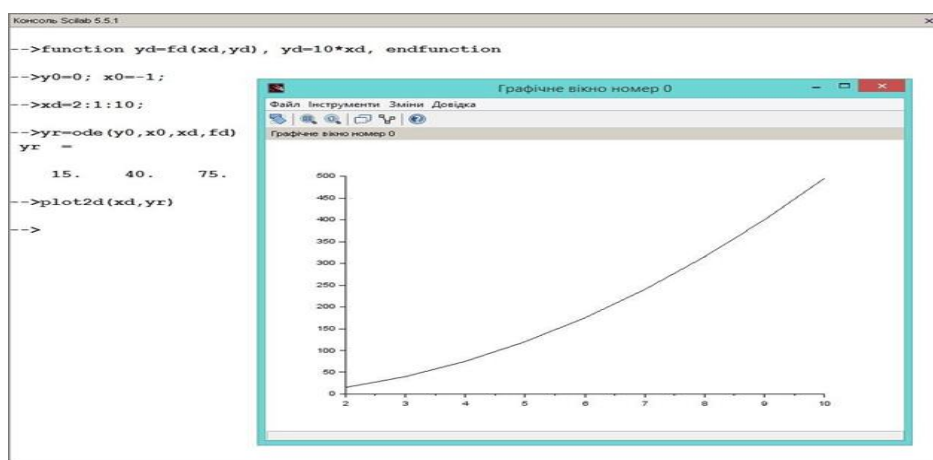 Консоль Scilab 5.5.1
-->function yd=fd(xd,yd), yd=10*xd, endfunction
-->y0=0; x0=-1;
-->xd=2:1:10;
-->yr=ode(y0,x0,xd,fd)
yr =
15. 40. 75.
-->plot2d(xd,yr)
-->
Графічне вікно номер 0
Файл Інструменти Зміни Довідка
Графічне вікно номер 0
500
450
400
350
300
250
200
150
100
50
0
2 3 4 5 6 7 8 9 10